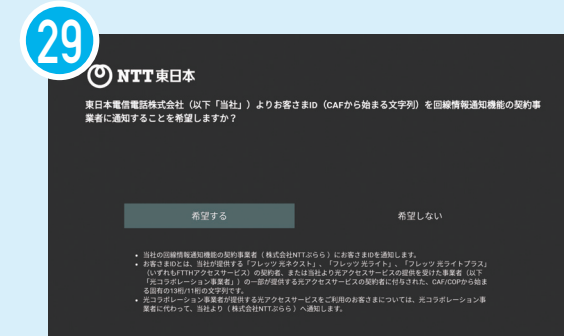 29
NTT東日本
東日本電信電話株式会社（以下「当社」）よりお客さまID（CAFから始まる文字列）を回線情報通知機能の契約事
業者に通知することを希望しますか？
希望する
希望しない
• 当社の回線情報通知機能の契約事業者（ 株式会社NTTぷらら ）にお客さまIDを通知します。
• お客さまIDとは、当社が提供する「フレッツ 光ネクスト」、「フレッツ 光ライト」、「フレッツ 光ライトプラス」
（いずれもFTTHアクセスサービス）の契約者、または当社より光アクセスサービスの提供を受けた事業者（以下
「光コラボレーション事業者」）の一部が提供する光アクセスサービスの契約者に付与された、CAF/COPから始ま
る固有の13桁/11桁の文字列です。
• 光コラボレーション事業者が提供する光アクセスサービスをご利用のお客さまについては、光コラボレーション事
業者に代わって、当社より（ 株式会社NTTぷらら ）へ通知します。